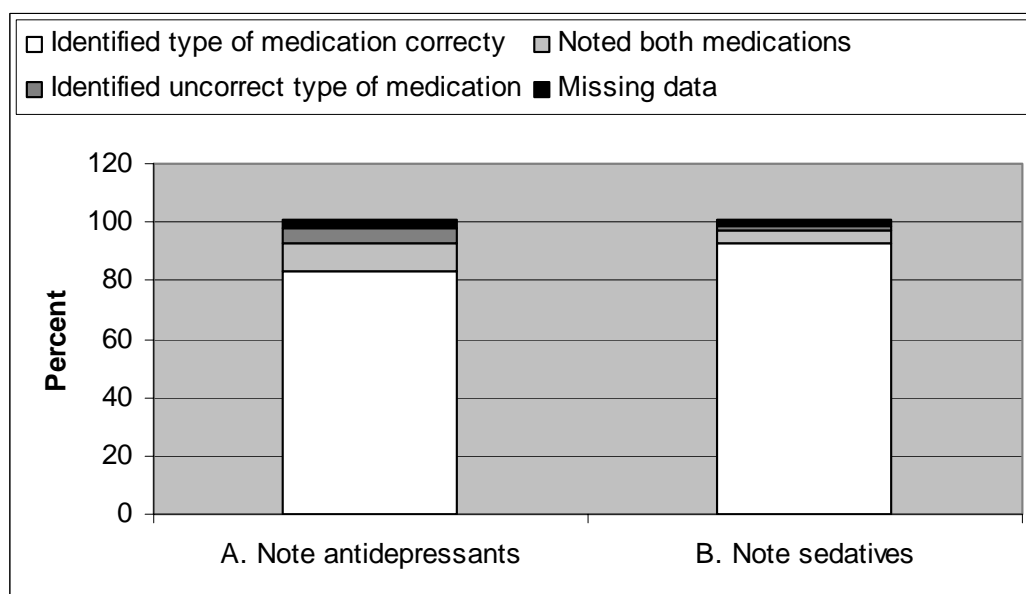 Identified type of medication correcty Noted both medications
Identified uncorrect type of medication Missing data
120
100
80
60
40
20
0
Percent
A. Note antidepressants B. Note sedatives